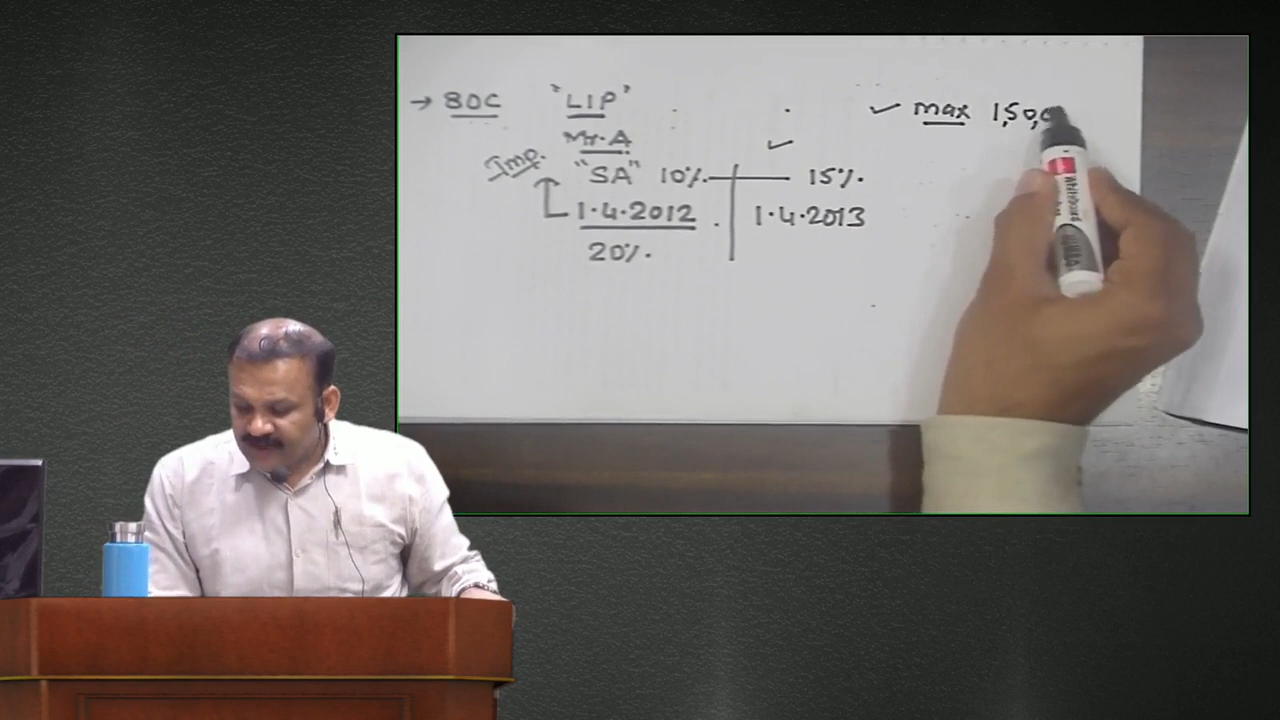 → 80C "LIP" ✓ max 1,50,0
Mr. A
Imp. "SA" 10% 15%.
1.4.2012 1.4.2013
20%.